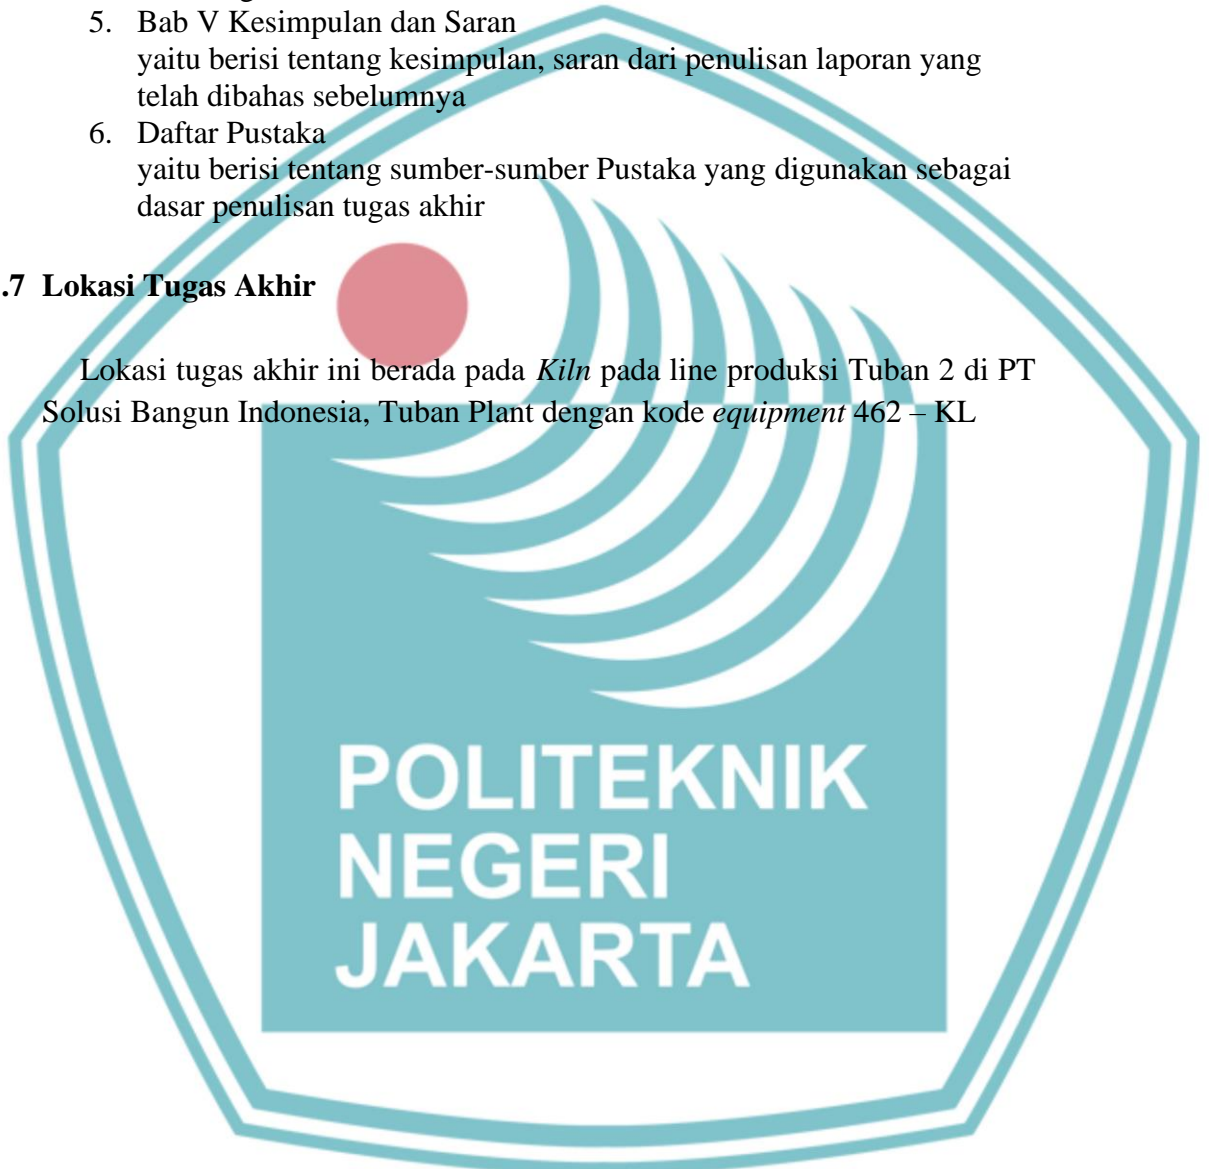 5. Bab V Kesimpulan dan Saran
yaitu berisi tentang kesimpulan, saran dari penulisan laporan yang
telah dibahas sebelumnya
6. Daftar Pustaka
yaitu berisi tentang sumber-sumber Pustaka yang digunakan sebagai
dasar penulisan tugas akhir
.7 Lokasi Tugas Akhir
Lokasi tugas akhir ini berada pada Kiln pada line produksi Tuban 2 di PT
Solusi Bangun Indonesia, Tuban Plant dengan kode equipment 462 – KL
POLITEKNIK
NEGERI
JAKARTA